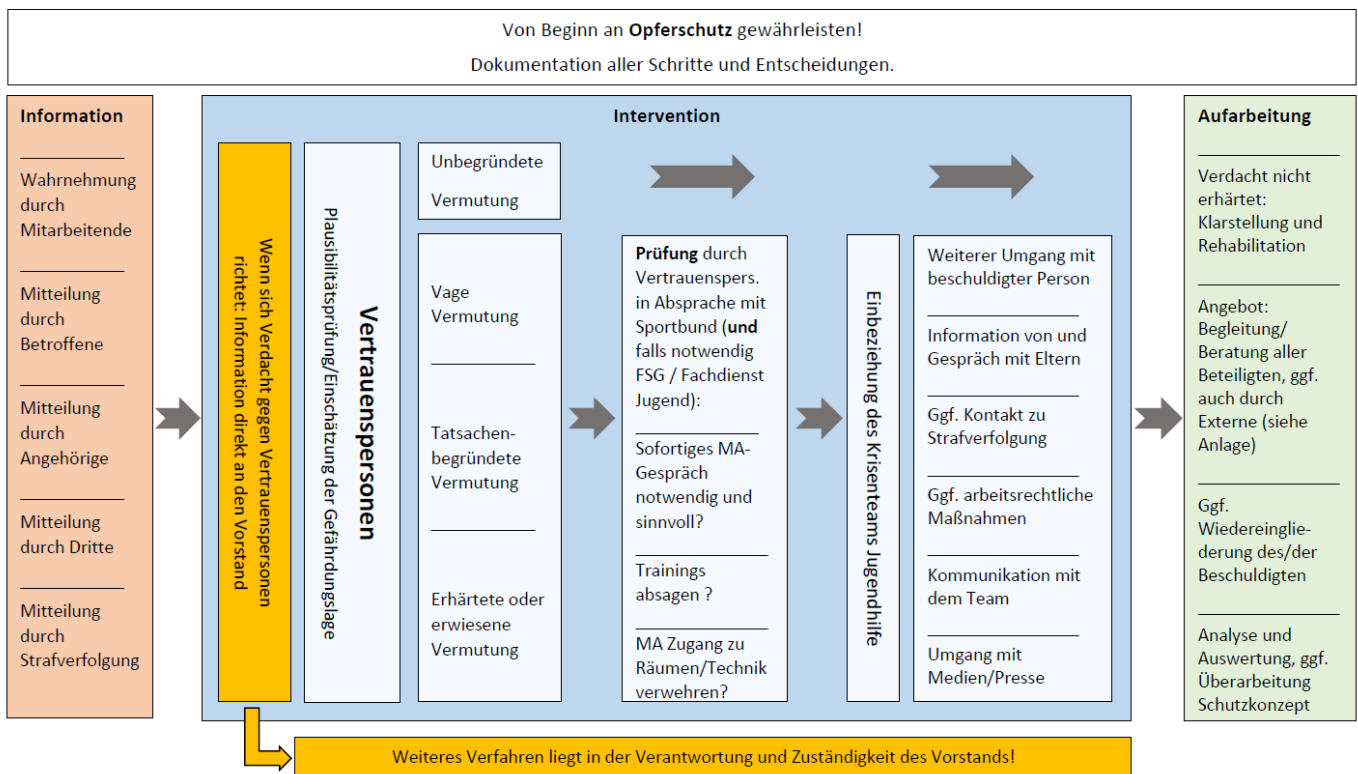 Von Beginn an Opferschutz gewährleisten!
Dokumentation aller Schritte und Entscheidungen.
Information
Wahrnehmung
durch
Mitarbeitende
Mitteilung
durch
Betroffene
Mitteilung
durch
Angehörige
Mitteilung
durch Dritte
Mitteilung
durch
Strafverfolgung
Intervention
Wenn sich Verdacht gegen Vertrauenspersonen
richtet: Information direkt an den Vorstand
Vertrauenspersonen
Plausibilitätsprüfung/Einschätzung der Gefährdungslage
Unbegründete
Vermutung
Vage
Vermutung
Tatsachen-
begründete
Vermutung
Erhärtete oder
erwiesene
Vermutung
Prüfung durch
Vertrauenspers.
in Absprache mit
Sportbund (und
falls notwendig
FSG / Fachdienst
Jugend):
Sofortiges MA-
Gespräch
notwendig und
sinnvoll?
Trainings
absagen ?
MA Zugang zu
Räumen/Technik
verwehren?
Einbeziehung des Krisenteams Jugendhilfe
Weiterer Umgang mit
beschuldigter Person
Information von und
Gespräch mit Eltern
Ggf. Kontakt zu
Strafverfolgung
Ggf. arbeitsrechtliche
Maßnahmen
Kommunikation mit
dem Team
Umgang mit
Medien/Presse
Aufarbeitung
Verdacht nicht
erhärtet:
Klarstellung und
Rehabilitation
Angebot:
Begleitung/
Beratung aller
Beteiligten, ggf.
auch durch
Externe (siehe
Anlage)
Ggf.
Wiedereinglie-
derung des/der
Beschuldigten
Analyse und
Auswertung, ggf.
Überarbeitung
Schutzkonzept
Weiteres Verfahren liegt in der Verantwortung und Zuständigkeit des Vorstands!